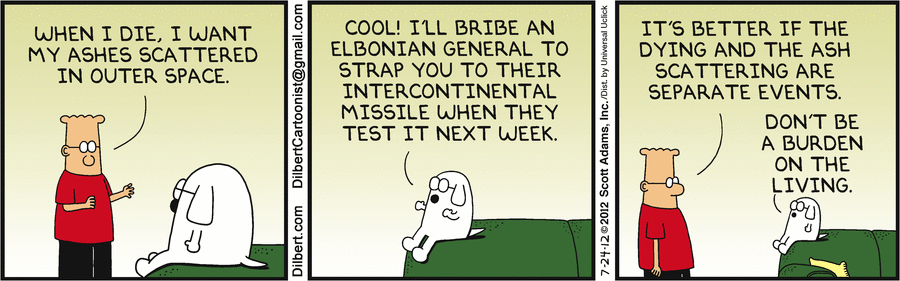 WHEN I DIE, I WANT
MY ASHES SCATTERED
IN OUTER SPACE.
Dilbert.com DilbertCartoonist@gmail.com
COOL! I'LL BRIBE AN
ELBONIAN GENERAL TO
STRAP YOU TO THEIR
INTERCONTINENTAL
MISSILE WHEN THEY
TEST IT NEXT WEEK.
7-24-12 ©2012 Scott Adams, Inc. /Dist. by Universal Uclick
IT'S BETTER IF THE
DYING AND THE ASH
SCATTERING ARE
SEPARATE EVENTS.
DON'T BE
A BURDEN
ON THE
LIVING.